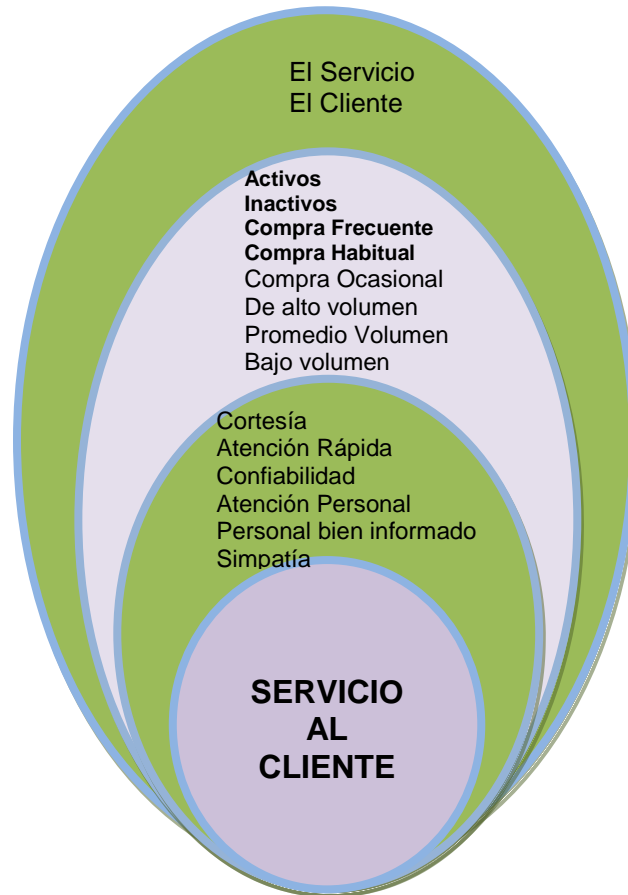 El Servicio
El Cliente
Activos
Inactivos
Compra Frecuente
Compra Habitual
Compra Ocasional
De alto volumen
Promedio Volumen
Bajo volumen
Cortesía
Atención Rápida
Confiabilidad
Atención Personal
Personal bien informado
Simpatía
SERVICIO
AL
CLIENTE